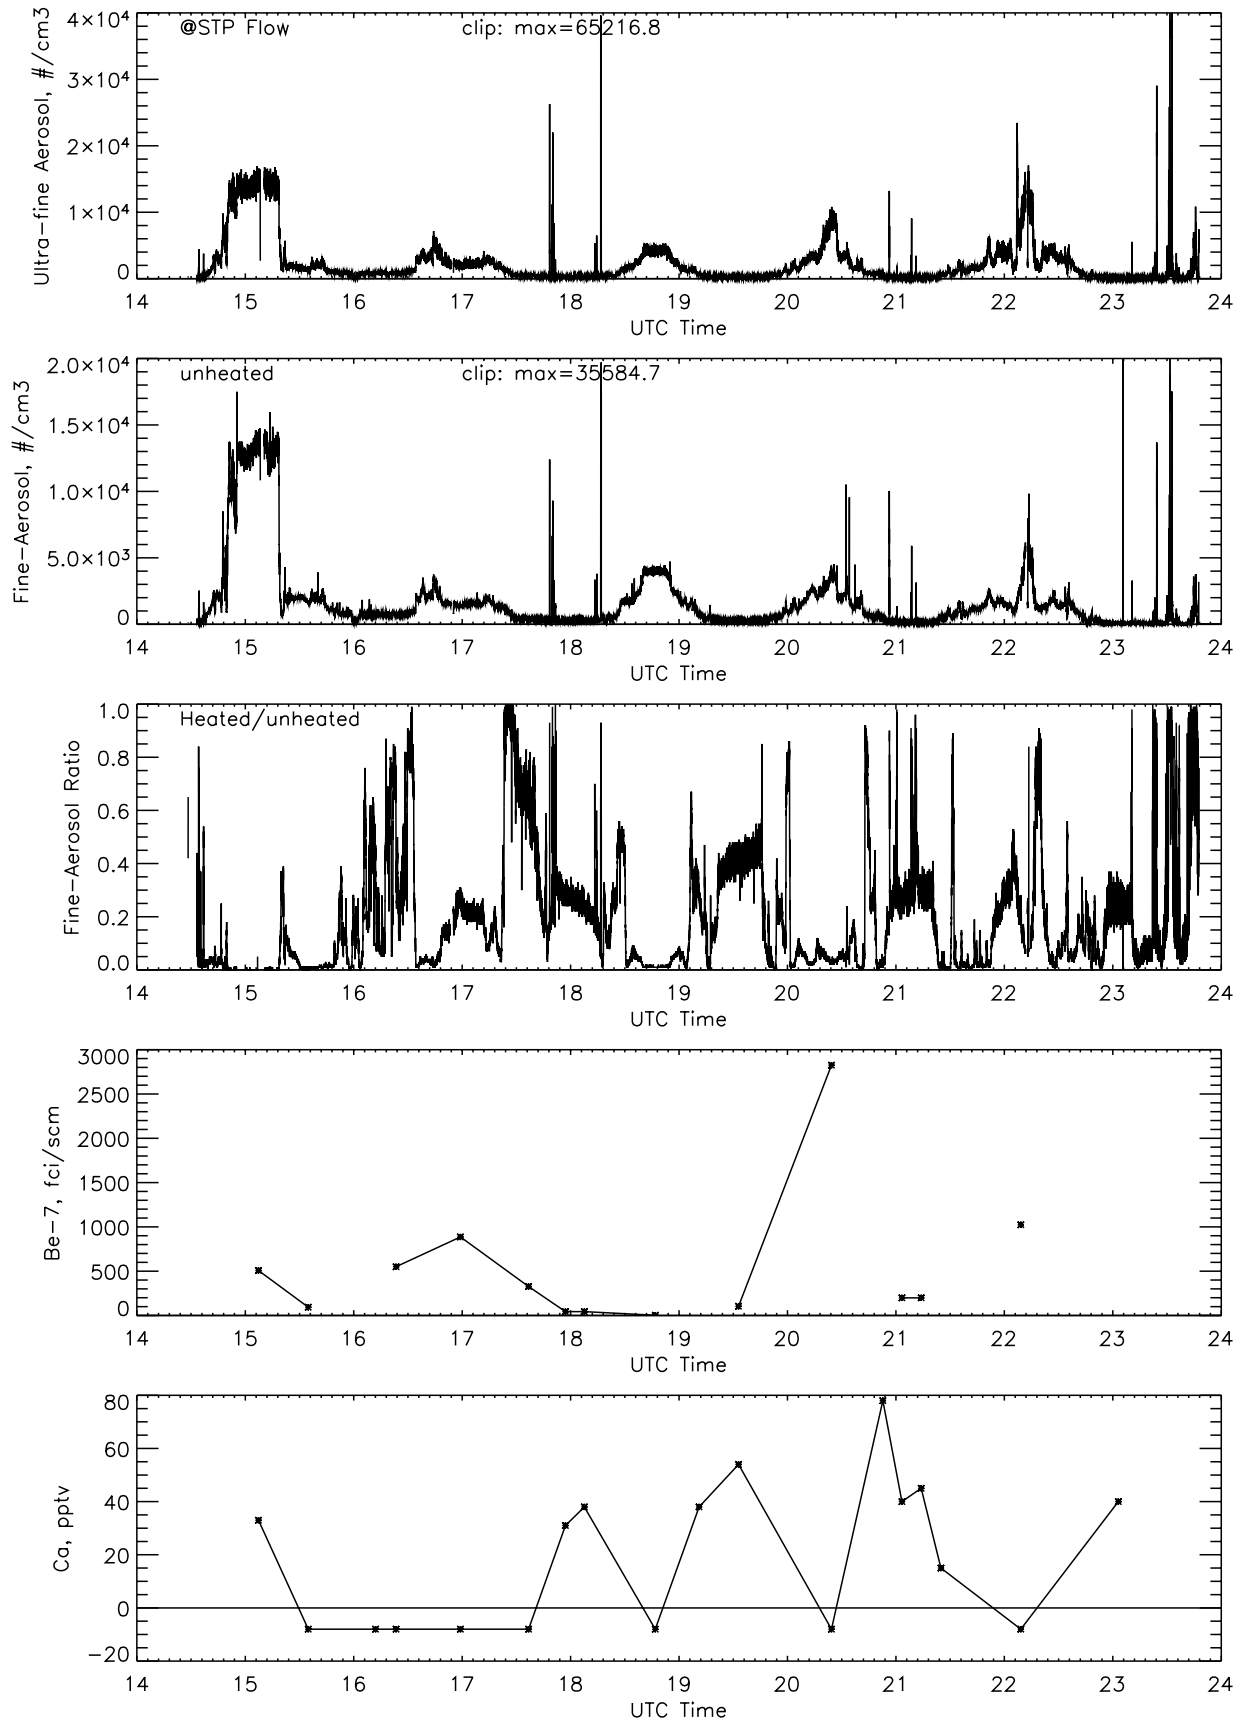 Ultra-fine Aerosol, #/cm3
@STP Flow clip: max=65216.8
4×10⁴
3×10⁴
2×10⁴
1×10⁴
0
14 15 16 17 18 19 20 21 22 23 24
UTC Time
Fine-Aerosol, #/cm3
unheated clip: max=35584.7
2.0×10⁴
1.5×10⁴
1.0×10⁴
5.0×10³
0
14 15 16 17 18 19 20 21 22 23 24
UTC Time
Fine-Aerosol Ratio
Heated/unheated
1.0
0.8
0.6
0.4
0.2
0.0
14 15 16 17 18 19 20 21 22 23 24
UTC Time
Be-7, fci/scm
3000
2500
2000
1500
1000
500
0
14 15 16 17 18 19 20 21 22 23 24
UTC Time
Ca, pptv
80
60
40
20
0
-20
14 15 16 17 18 19 20 21 22 23 24
UTC Time